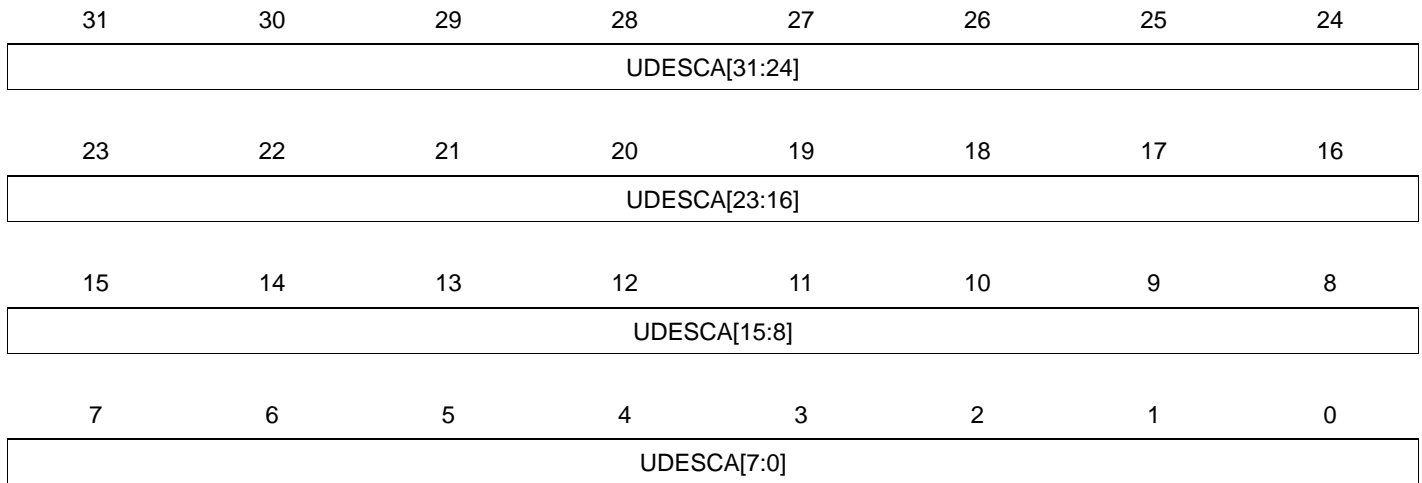 31 30 29 28 27 26 25 24
UDESCA[31:24]
23 22 21 20 19 18 17 16
UDESCA[23:16]
15 14 13 12 11 10 9 8
UDESCA[15:8]
7 6 5 4 3 2 1 0
UDESCA[7:0]